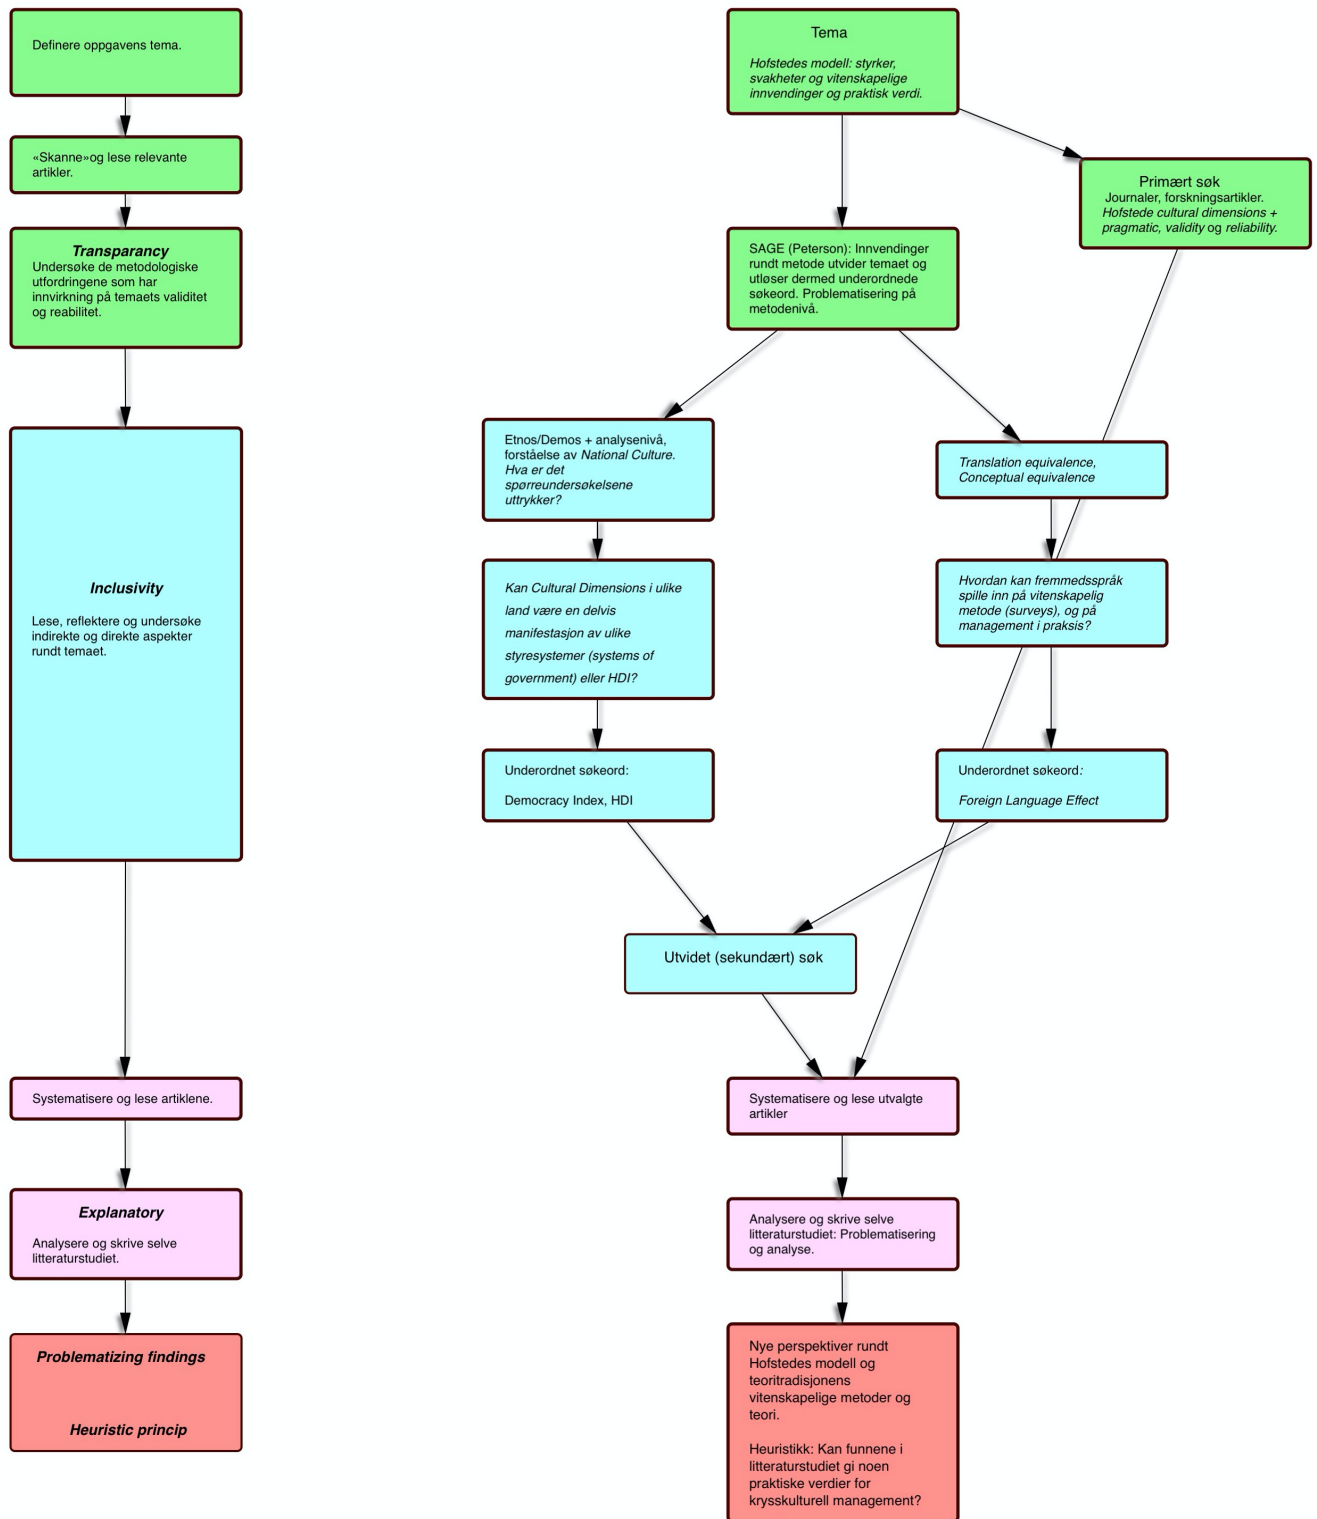 Definere oppgavens tema.
«Skanne»og lese relevante
artikler.
Transparancy
Undersøke de metodologiske
utfordringene som har
innvirkning på temaets validitet
og reabilitet.
Inclusivity
Lese, reflektere og undersøke
indirekte og direkte aspekter
rundt temaet.
Systematisere og lese artiklene.
Explanatory
Analysere og skrive selve
litteraturstudiet.
Problematizing findings
Heuristic princip
Tema
Hofstedes modell: styrker,
svakheter og vitenskapelige
innvendinger og praktisk verdi.
Primært søk
Journaler, forskningsartikler.
Hofstede cultural dimensions +
pragmatic, validity og reliability.
SAGE (Peterson): Innvendinger
rundt metode utvider temaet og
utløser dermed underordnede
søkeord. Problematisering på
metodenivå.
Etnos/Demos + analysenivå,
forståelse av National Culture.
Hva er det
spørreundersøkelsene
uttrykker?
Kan Cultural Dimensions i ulike
land være en delvis
manifestasjon av ulike
styresystemer (systems of
government) eller HDI?
Underordnet søkeord:
Democracy Index, HDI
Translation equivalence,
Conceptual equivalence
Hvordan kan fremmedsspråk
spille inn på vitenskapelig
metode (surveys), og på
management i praksis?
Underordnet søkeord:
Foreign Language Effect
Utvidet (sekundært) søk
Systematisere og lese utvalgte
artikler
Analysere og skrive selve
litteraturstudiet: Problematisering
og analyse.
Nye perspektiver rundt
Hofstedes modell og
teoritradisjonens
vitenskapelige metoder og
teori.
Heuristikk: Kan funnene i
litteraturstudiet gi noen
praktiske verdier for
krysskulturell management?